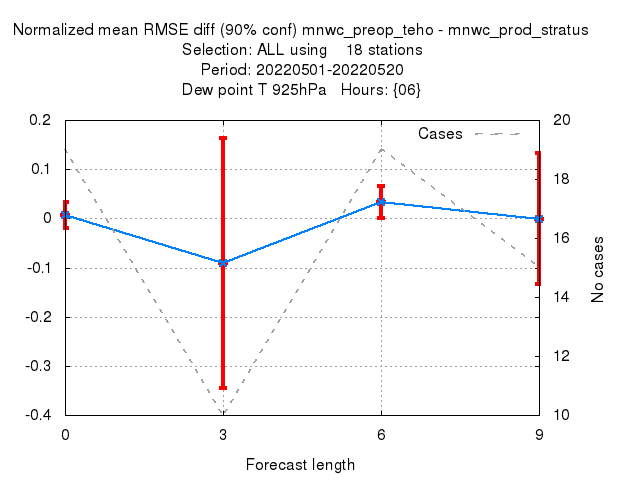 Normalized mean RMSE diff (90% conf) mnwc_preop_teho - mnwc_prod_stratus
Selection: ALL using    18 stations
Period: 20220501-20220520
Dew point T 925hPa   Hours: {06}
Cases
0.2
0.1
0
-0.1
-0.2
-0.3
-0.4
20
18
16
14
12
10
No cases
0 3 6 9
Forecast length